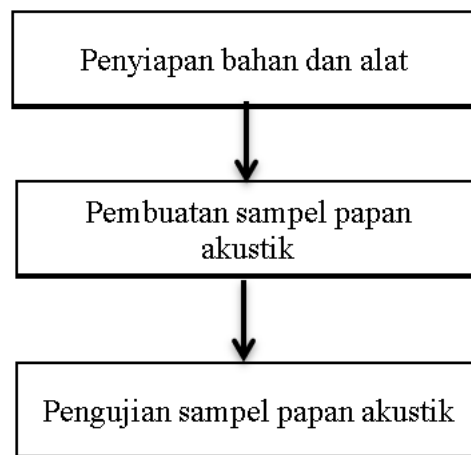 Penyiapan bahan dan alat
Pembuatan sampel papan
akustik
Pengujian sampel papan akustik